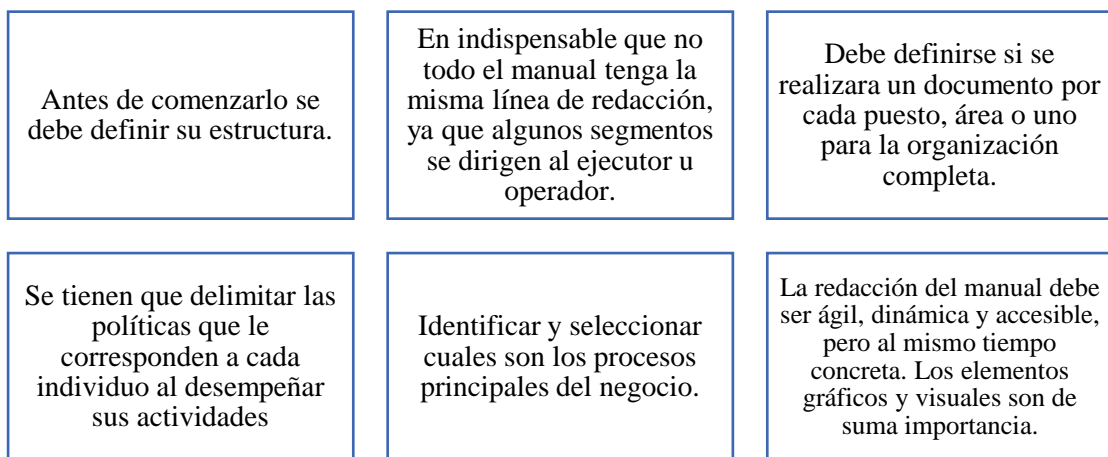 Antes de comenzarlo se
debe definir su estructura.
En indispensable que no
todo el manual tenga la
misma línea de redacción,
ya que algunos segmentos
se dirigen al ejecutor u
operador.
Debe definirse si se
realizara un documento por
cada puesto, área o uno
para la organización
completa.
Se tienen que delimitar las
políticas que le
corresponden a cada
individuo al desempeñar
sus actividades
Identificar y seleccionar
cuales son los procesos
principales del negocio.
La redacción del manual debe
ser ágil, dinámica y accesible,
pero al mismo tiempo
concreta. Los elementos
gráficos y visuales son de
suma importancia.